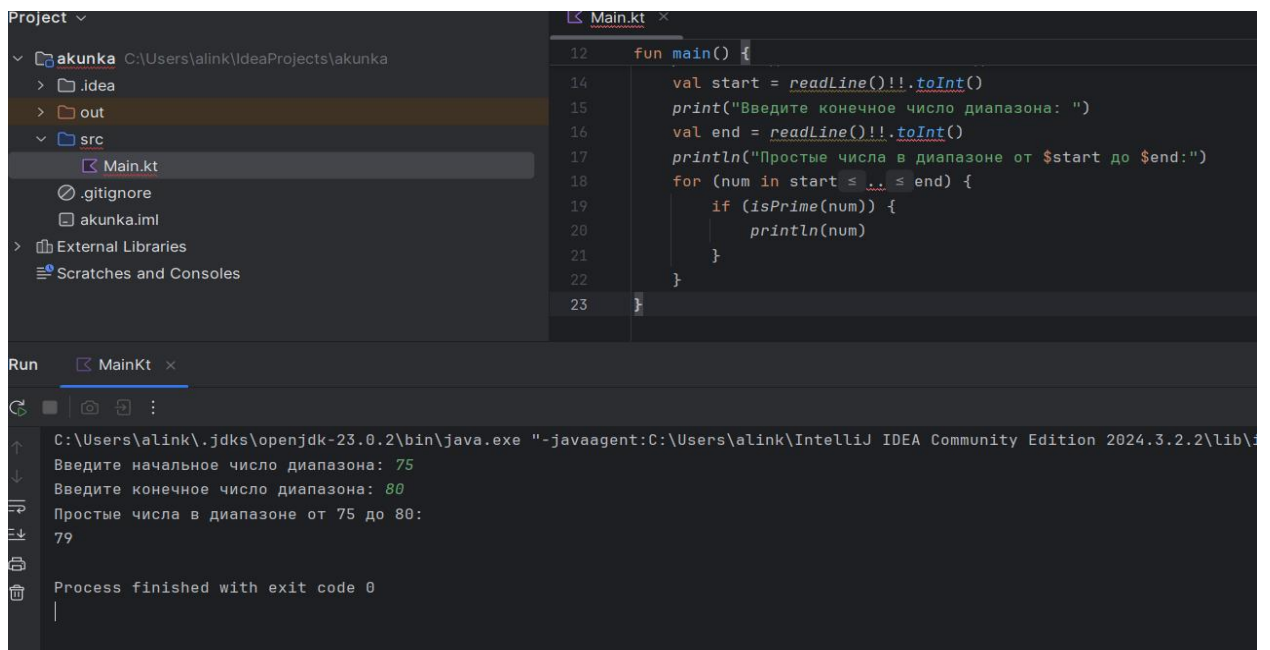 Project
akunka C:\Users\alink\IdeaProjects\akunka
.idea
out
src
Main.kt
.gitignore
akunka.iml
External Libraries
Scratches and Consoles
Main.kt
12 fun main() {
14 val start = readLine()!!.toInt()
15 print("Введите конечное число диапазона: ")
16 val end = readLine()!!.toInt()
17 println("Простые числа в диапазоне от $start до $end:")
18 for (num in start ≤ .. ≤ end) {
19 if (isPrime(num)) {
20 println(num)
21 }
22 }
23 }
Run MainKt
C:\Users\alink\.jdks\openjdk-23.0.2\bin\java.exe "-javaagent:C:\Users\alink\IntelliJ IDEA Community Edition 2024.3.2.2\lib\
Введите начальное число диапазона: 75
Введите конечное число диапазона: 80
Простые числа в диапазоне от 75 до 80:
79
Process finished with exit code 0